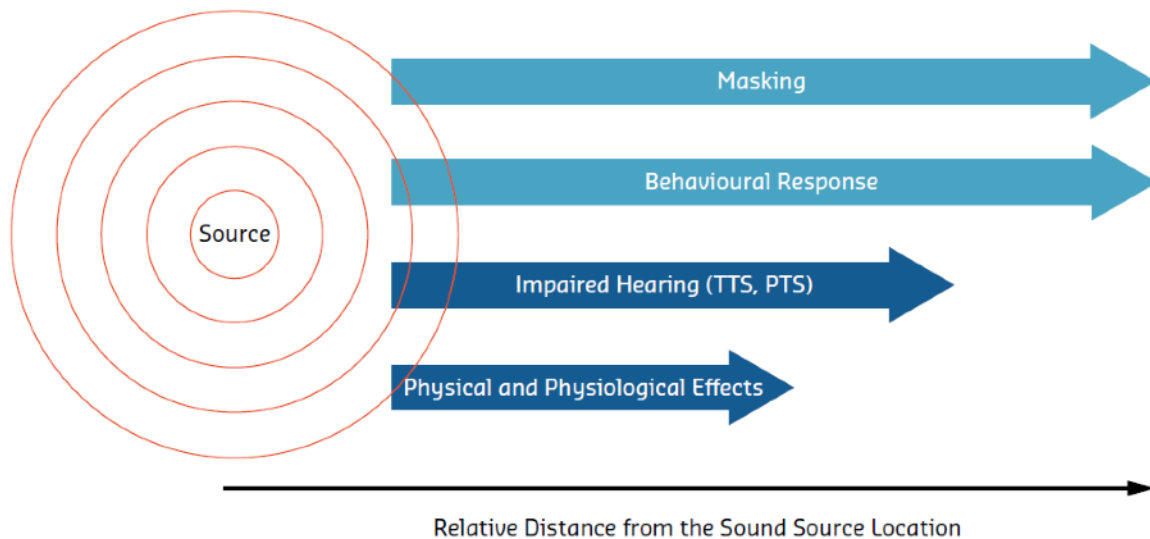 Masking
Behavioural Response
Source
Impaired Hearing (TTS, PTS)
Physical and Physiological Effects
Relative Distance from the Sound Source Location